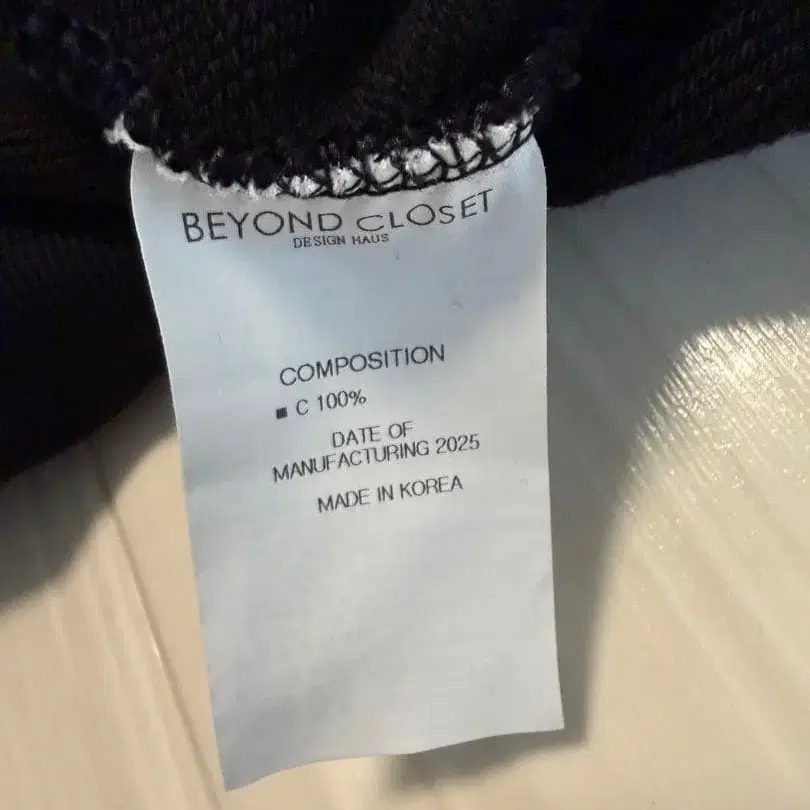 BEYOND CLOSET
DESIGN HAUS
COMPOSITION
■ C 100%
DATE OF
MANUFACTURING 2025
MADE IN KOREA